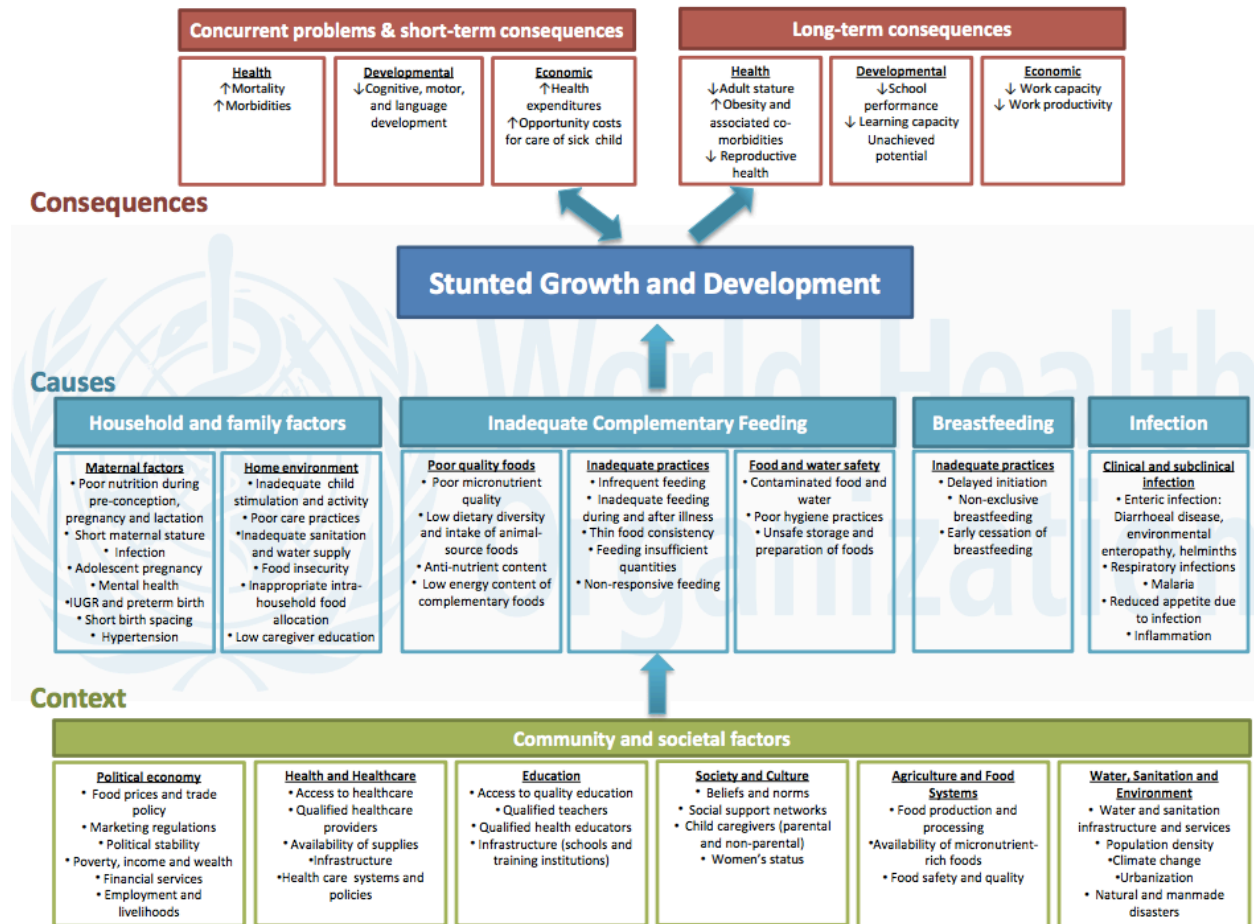 Concurrent problems & short-term consequences
Health
↑Mortality
↑Morbidities
Developmental
↓Cognitive, motor,
and language
development
Economic
↑Health
expenditures
↑Opportunity costs
for care of sick child
Long-term consequences
Health
↓Adult stature
↑Obesity and
associated co-
morbidities
↓ Reproductive
health
Developmental
↓School
performance
↓ Learning capacity
Unachieved
potential
Economic
↓ Work capacity
↓ Work productivity
Consequences
Stunted Growth and Development
World Health
Organization
Causes
Household and family factors
Maternal factors
• Poor nutrition during
pre-conception,
pregnancy and lactation
• Short maternal stature
• Infection
• Adolescent pregnancy
• Mental health
•IUGR and preterm birth
• Short birth spacing
• Hypertension
Home environment
• Inadequate child
stimulation and activity
• Poor care practices
•Inadequate sanitation
and water supply
• Food insecurity
• Inappropriate intra-
household food
allocation
• Low caregiver education
Inadequate Complementary Feeding
Poor quality foods
• Poor micronutrient
quality
• Low dietary diversity
and intake of animal-
source foods
• Anti-nutrient content
• Low energy content of
complementary foods
Inadequate practices
• Infrequent feeding
• Inadequate feeding
during and after illness
• Thin food consistency
• Feeding insufficient
quantities
• Non-responsive feeding
Food and water safety
• Contaminated food and
water
• Poor hygiene practices
• Unsafe storage and
preparation of foods
Breastfeeding
Inadequate practices
• Delayed initiation
• Non-exclusive
breastfeeding
• Early cessation of
breastfeeding
Infection
Clinical and subclinical
infection
• Enteric infection:
Diarrhoeal disease,
environmental
enteropathy, helminths
• Respiratory infections
• Malaria
• Reduced appetite due
to infection
• Inflammation
Context
Community and societal factors
Political economy
• Food prices and trade
policy
• Marketing regulations
• Political stability
• Poverty, income and wealth
• Financial services
• Employment and
livelihoods
Health and Healthcare
• Access to healthcare
• Qualified healthcare
providers
• Availability of supplies
•Infrastructure
•Health care systems and
policies
Education
• Access to quality education
• Qualified teachers
• Qualified health educators
• Infrastructure (schools and
training institutions)
Society and Culture
• Beliefs and norms
• Social support networks
• Child caregivers (parental
and non-parental)
• Women's status
Agriculture and Food
Systems
• Food production and
processing
•Availability of micronutrient-
rich foods
• Food safety and quality
Water, Sanitation and
Environment
• Water and sanitation
infrastructure and services
• Population density
•Climate change
•Urbanization
• Natural and manmade
disasters